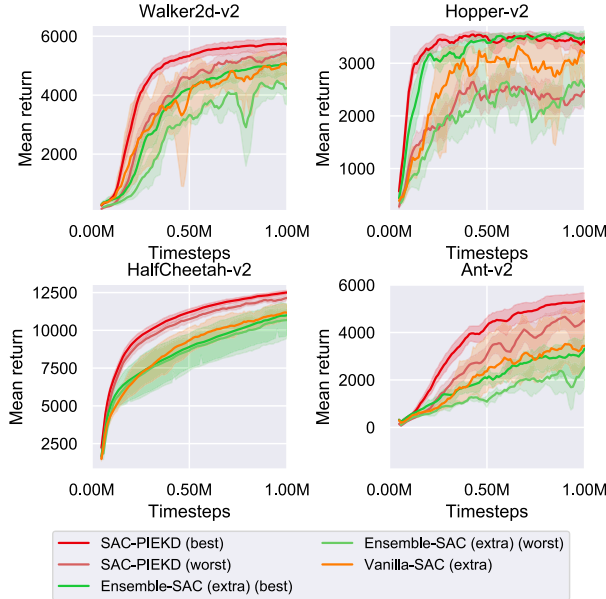 Walker2d-v2
Hopper-v2
6000
4000
2000
Mean return
0.00M 0.50M 1.00M
Timesteps
3000
2000
1000
Mean return
0.00M 0.50M 1.00M
Timesteps
HalfCheetah-v2
Ant-v2
12500
10000
7500
5000
2500
Mean return
0.00M 0.50M 1.00M
Timesteps
6000
4000
2000
0
Mean return
0.00M 0.50M 1.00M
Timesteps
SAC-PIEKD (best)
SAC-PIEKD (worst)
Ensemble-SAC (extra) (best)
Ensemble-SAC (extra) (worst)
Vanilla-SAC (extra)